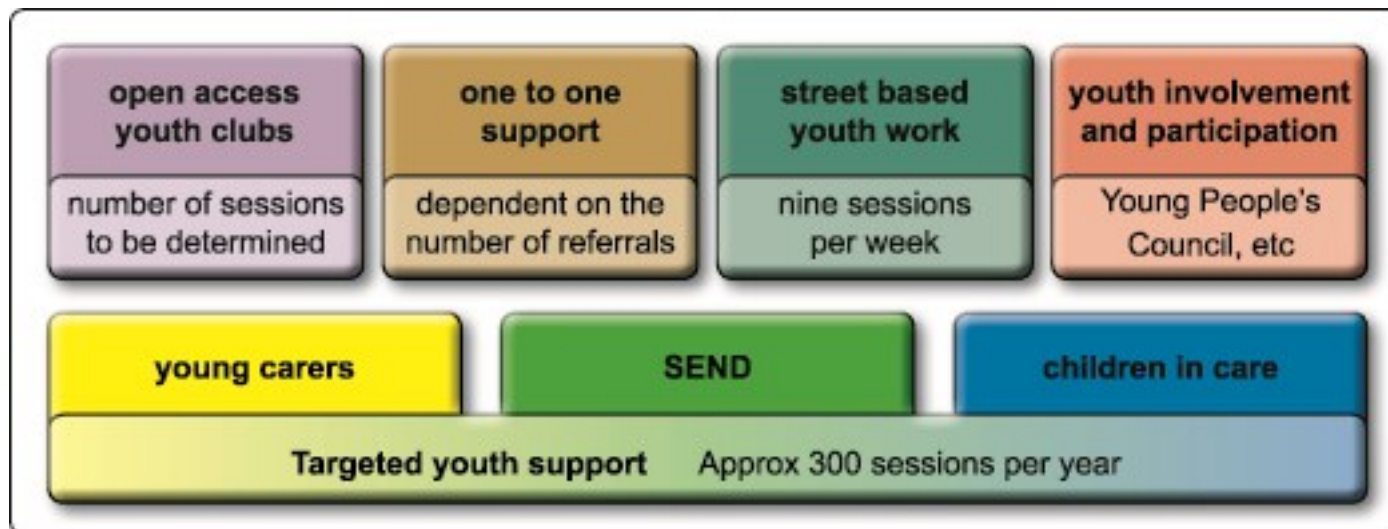 open access
youth clubs
number of sessions
to be determined
one to one
support
dependent on the
number of referrals
street based
youth work
nine sessions
per week
youth involvement
and participation
Young People's
Council, etc
young carers
SEND
children in care
Targeted youth support Approx 300 sessions per year